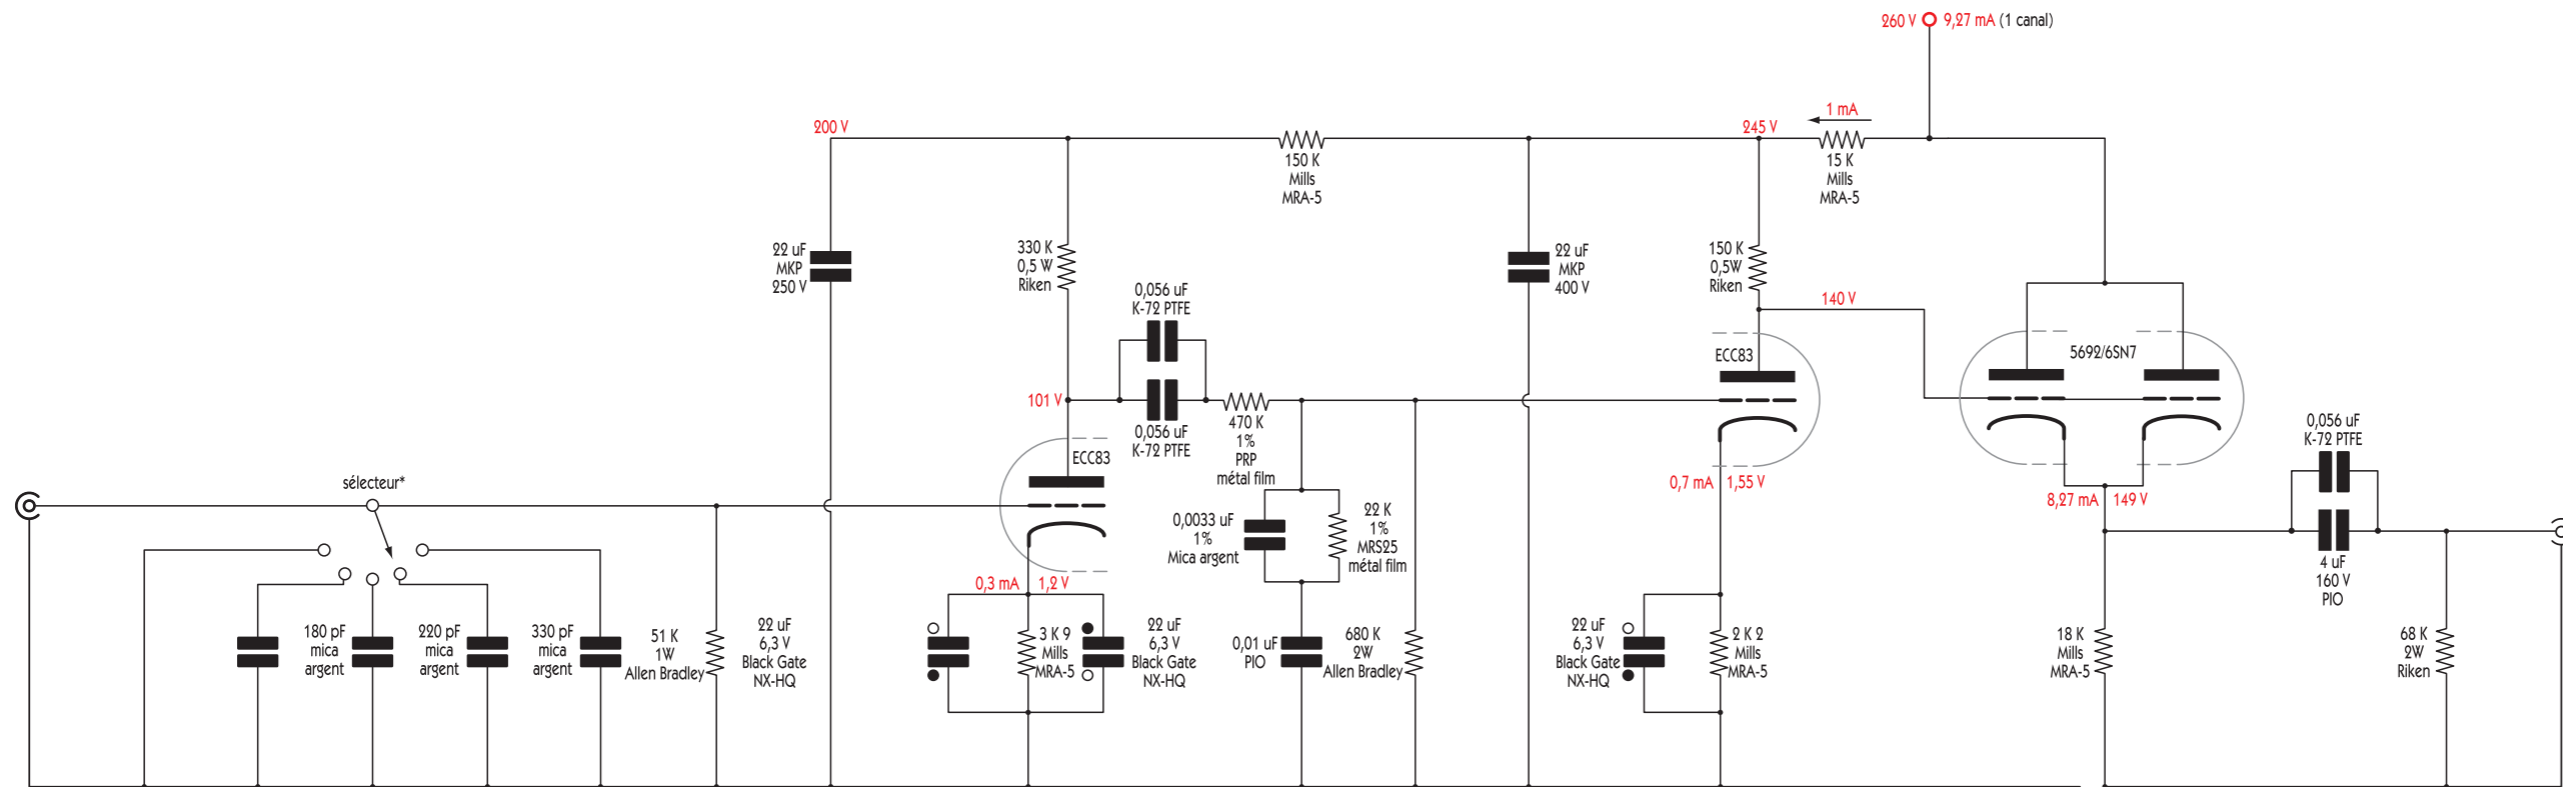 260 V 9,27 mA (1 canal)
200 V
245 V
1 mA
150 K
Mills
MRA-5
15 K
Mills
MRA-5
22 uF
MKP
250 V
330 K
0,5 W
Riken
22 uF
MKP
400 V
150 K
0,5W
Riken
0,056 uF
K-72 PTFE
140 V
ECC83
5692/6SN7
101 V
0,056 uF
K-72 PTFE
470 K
1%
PRP
métal film
ECC83
0,056 uF
K-72 PTFE
sélecteur*
0,7 mA 1,55 V
8,27 mA 149 V
0,0033 uF
1%
Mica argent
22 K
1%
MRS25
métal film
4 uF
160 V
PIO
0,3 mA 1,2 V
180 pF
mica
argent
220 pF
mica
argent
330 pF
mica
argent
51 K
1W
Allen Bradley
22 uF
6,3 V
Black Gate
NX-HQ
3 K 9
Mills
MRA-5
22 uF
6,3 V
Black Gate
NX-HQ
0,01 uF
PIO
680 K
2W
Allen Bradley
22 uF
6,3 V
Black Gate
NX-HQ
2 K 2
Mills
MRA-5
18 K
Mills
MRA-5
68 K
2W
Riken